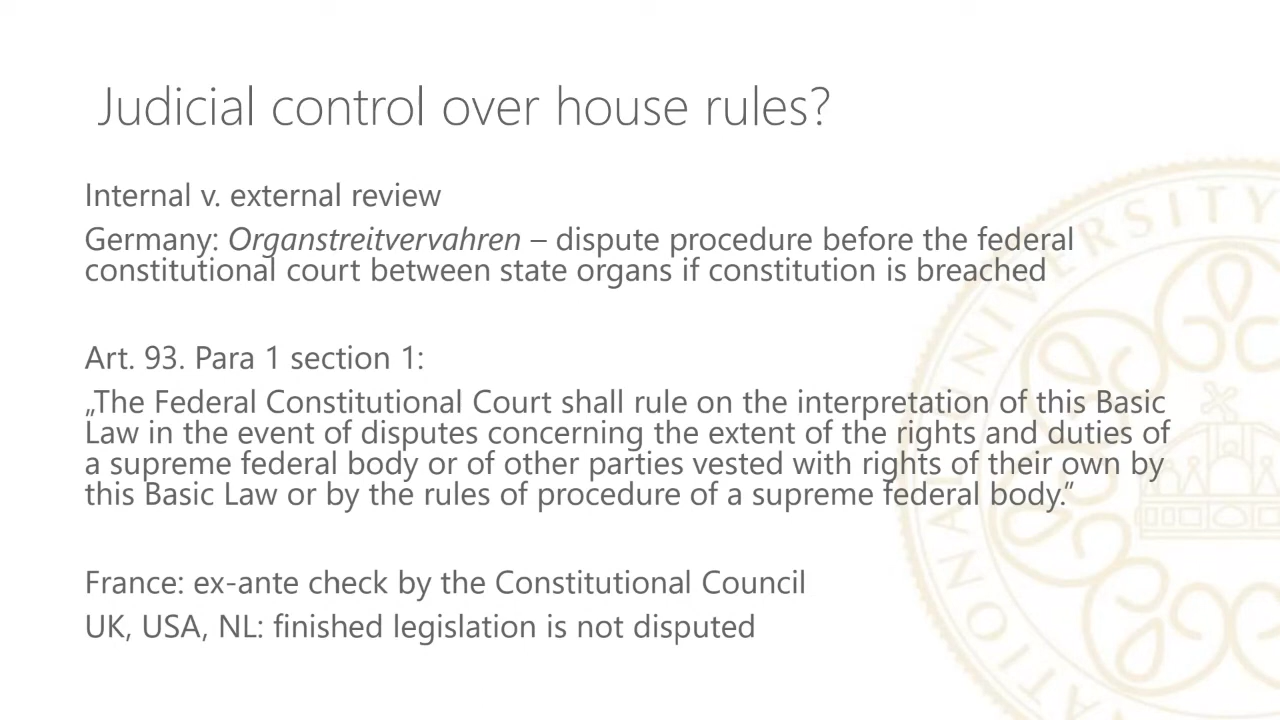 Judicial control over house rules?
Internal v. external review
Germany: Organstreitvervahren – dispute procedure before the federal
constitutional court between state organs if constitution is breached
Art. 93. Para 1 section 1:
„The Federal Constitutional Court shall rule on the interpretation of this Basic
Law in the event of disputes concerning the extent of the rights and duties of
a supreme federal body or of other parties vested with rights of their own by
this Basic Law or by the rules of procedure of a supreme federal body.”
France: ex-ante check by the Constitutional Council
UK, USA, NL: finished legislation is not disputed
NATIONAL UNIVERSITY